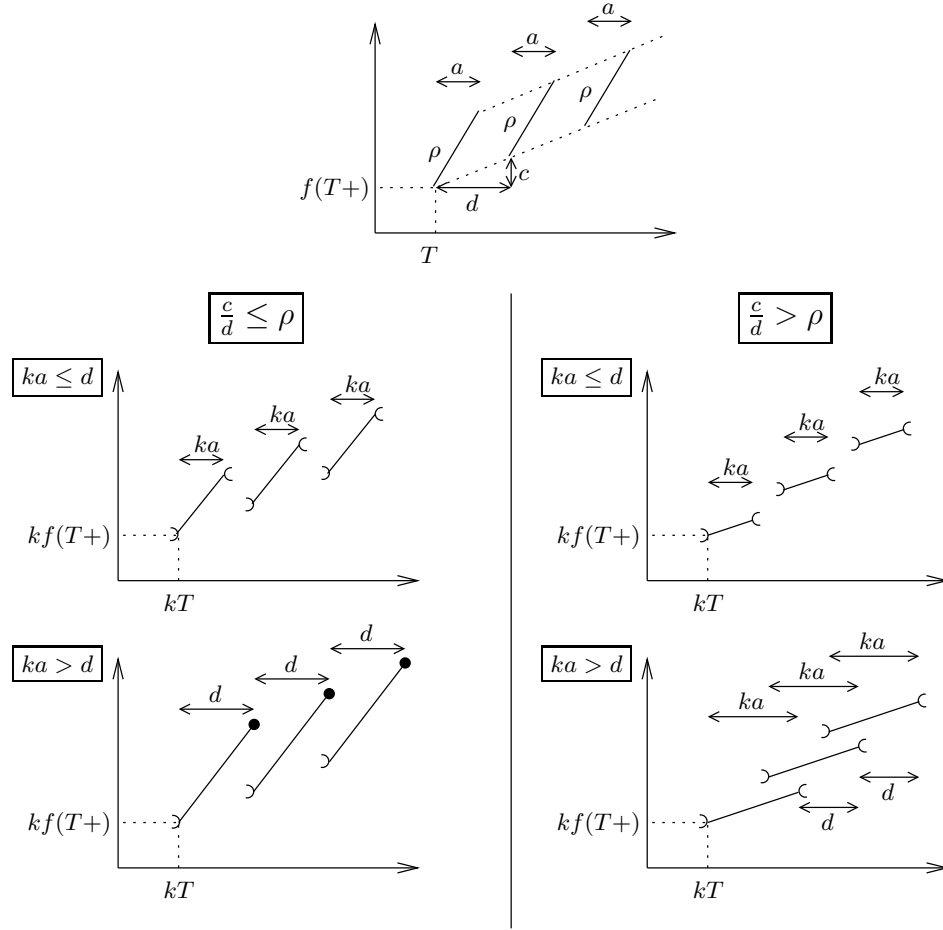 a
a
a
ρ
ρ
ρ
c
f(T+)
d
T
c/d ≤ ρ
ka ≤ d
ka
ka
ka
kf(T+)
kT
ka > d
d
d
d
kf(T+)
kT
c/d > ρ
ka ≤ d
ka
ka
ka
kf(T+)
kT
ka > d
ka
ka
ka
d
d
kf(T+)
kT